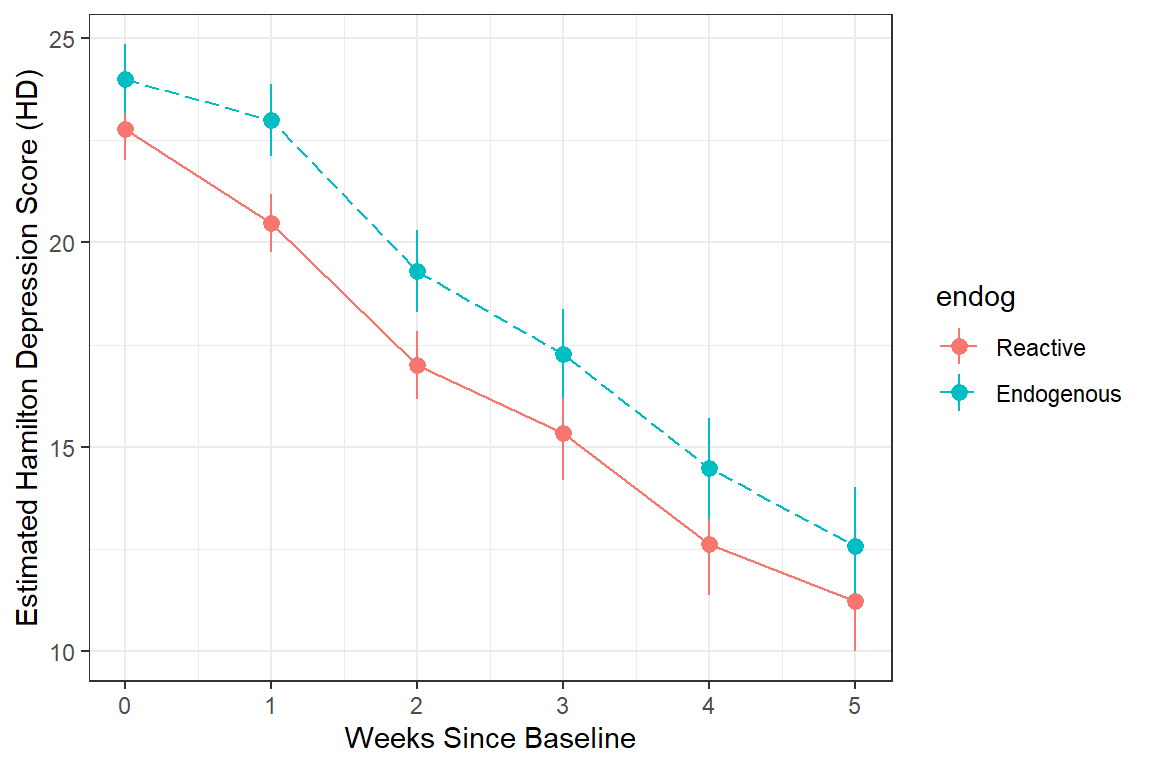 Estimated Hamilton Depression Score (HD)
25
20
15
10
0 1 2 3 4 5
Weeks Since Baseline
endog
Reactive
Endogenous